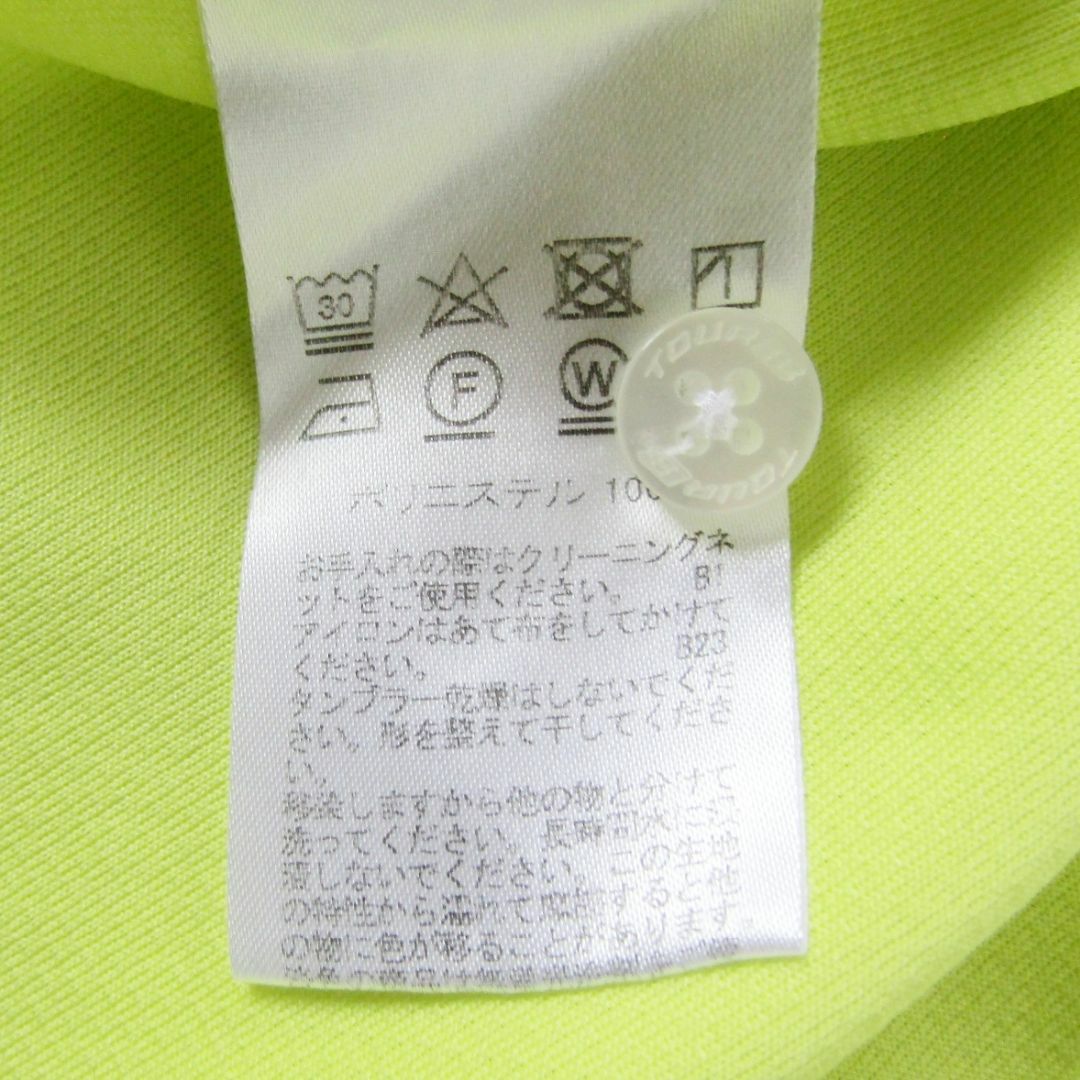 30
F
W
TOURNEY
ポリエステル 100
お手入れの際はクリーニングネ
B1
ットをご使用ください。
アイロンはあて布をしてかけて
B23
ください。
タンブラー乾燥はしないでくだ
さい。形を整えて干してくださ
い。
移染しますから他の物と分けて
洗ってください。長時間水に
漬しないでください。この生地
の特性から濡れて摩擦すると他
の物に色が移ることがあります。